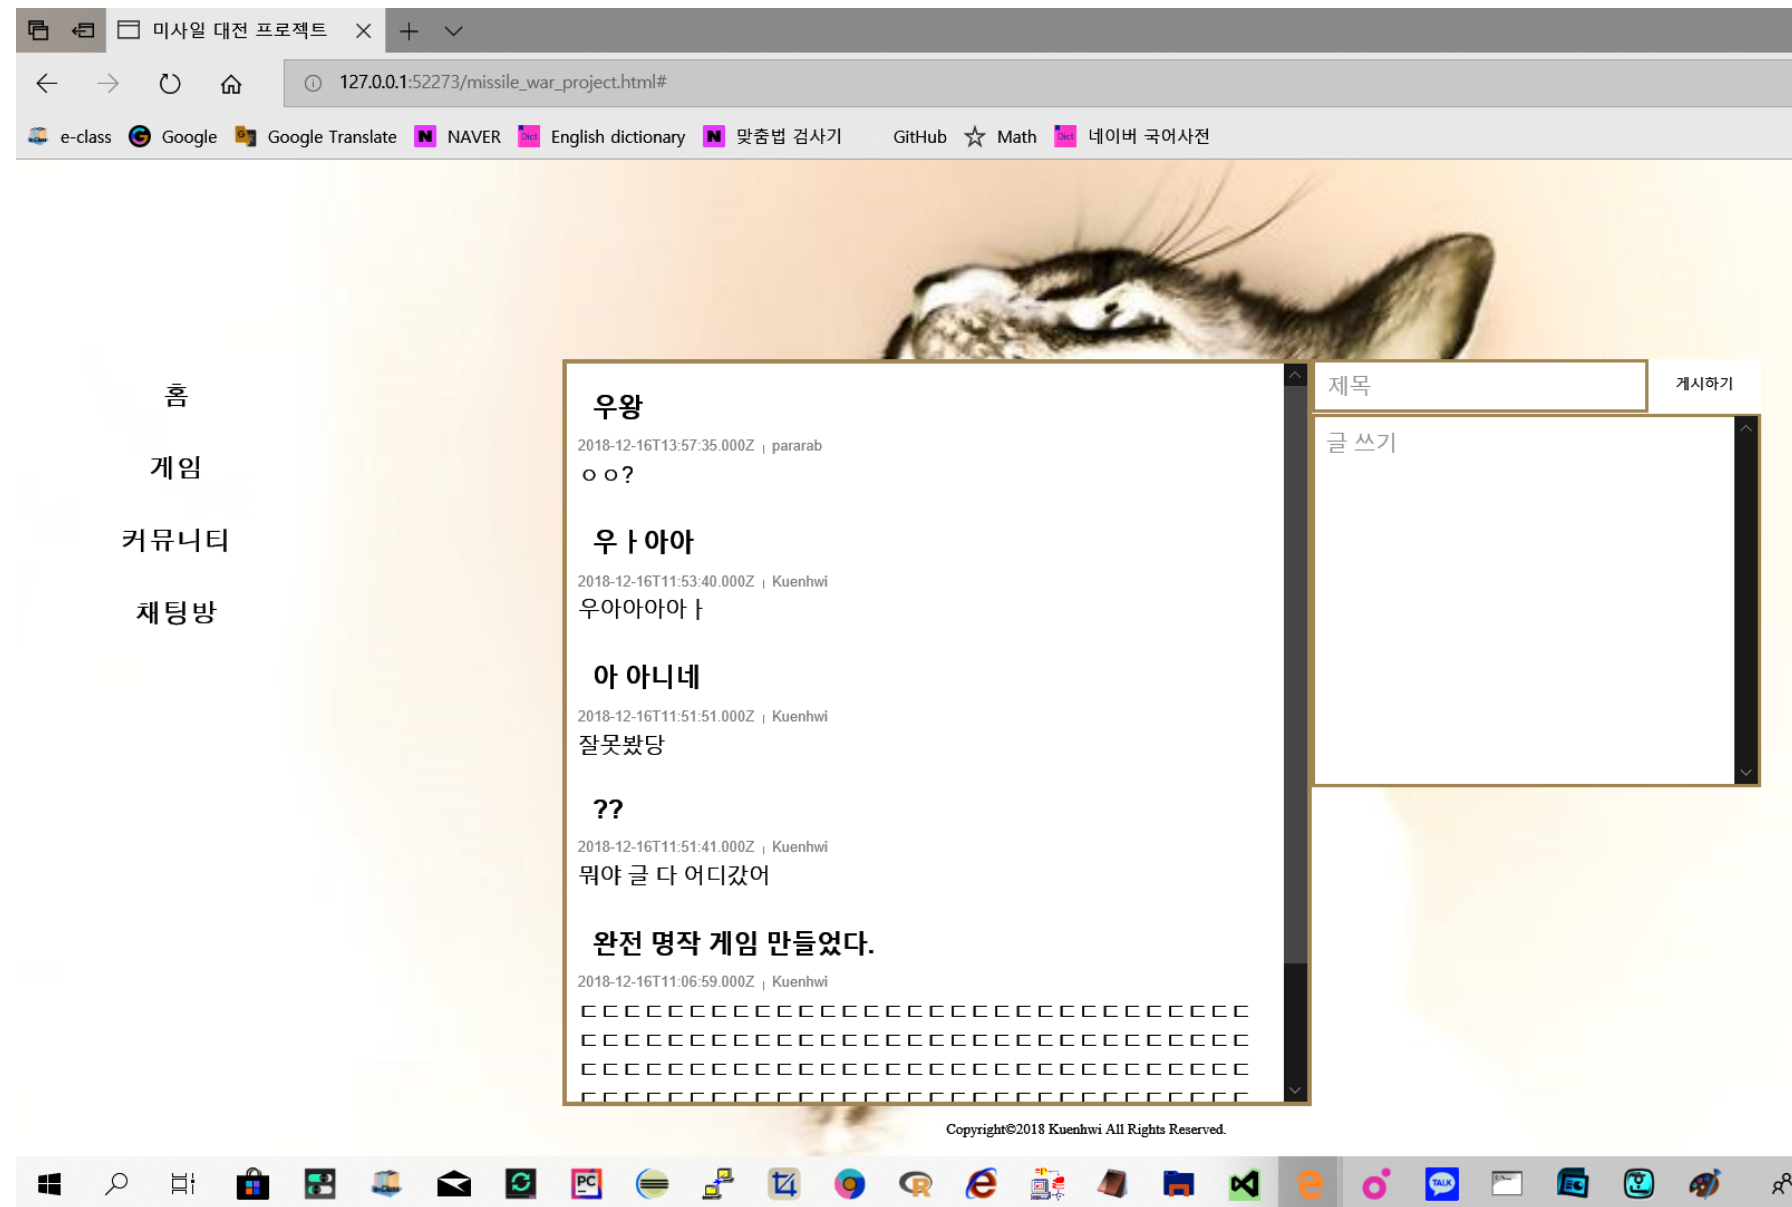 미사일 대전 프로젝트
127.0.0.1:52273/missile_war_project.html#
e-class Google Google Translate NAVER English dictionary 맞춤법 검사기 GitHub Math 네이버 국어사전
홈
게임
커뮤니티
채팅방
우왕
2018-12-16T13:57:35.000Z | pararab
ㅇㅇ?
우ㅏ아아
2018-12-16T11:53:40.000Z | Kuenhwi
우아아아아ㅏ
아 아니네
2018-12-16T11:51:51.000Z | Kuenhwi
잘못봤당
??
2018-12-16T11:51:41.000Z | Kuenhwi
뭐야 글 다 어디갔어
완전 명작 게임 만들었다.
2018-12-16T11:06:59.000Z | Kuenhwi
ㄷㄷㄷㄷㄷㄷㄷㄷㄷㄷㄷㄷㄷㄷㄷㄷㄷㄷㄷㄷㄷㄷㄷㄷㄷㄷㄷㄷㄷㄷㄷ
ㄷㄷㄷㄷㄷㄷㄷㄷㄷㄷㄷㄷㄷㄷㄷㄷㄷㄷㄷㄷㄷㄷㄷㄷㄷㄷㄷㄷㄷㄷㄷ
ㄷㄷㄷㄷㄷㄷㄷㄷㄷㄷㄷㄷㄷㄷㄷㄷㄷㄷㄷㄷㄷㄷㄷㄷㄷㄷㄷㄷㄷㄷㄷ
제목
게시하기
글 쓰기
Copyright©2018 Kuenhwi All Rights Reserved.